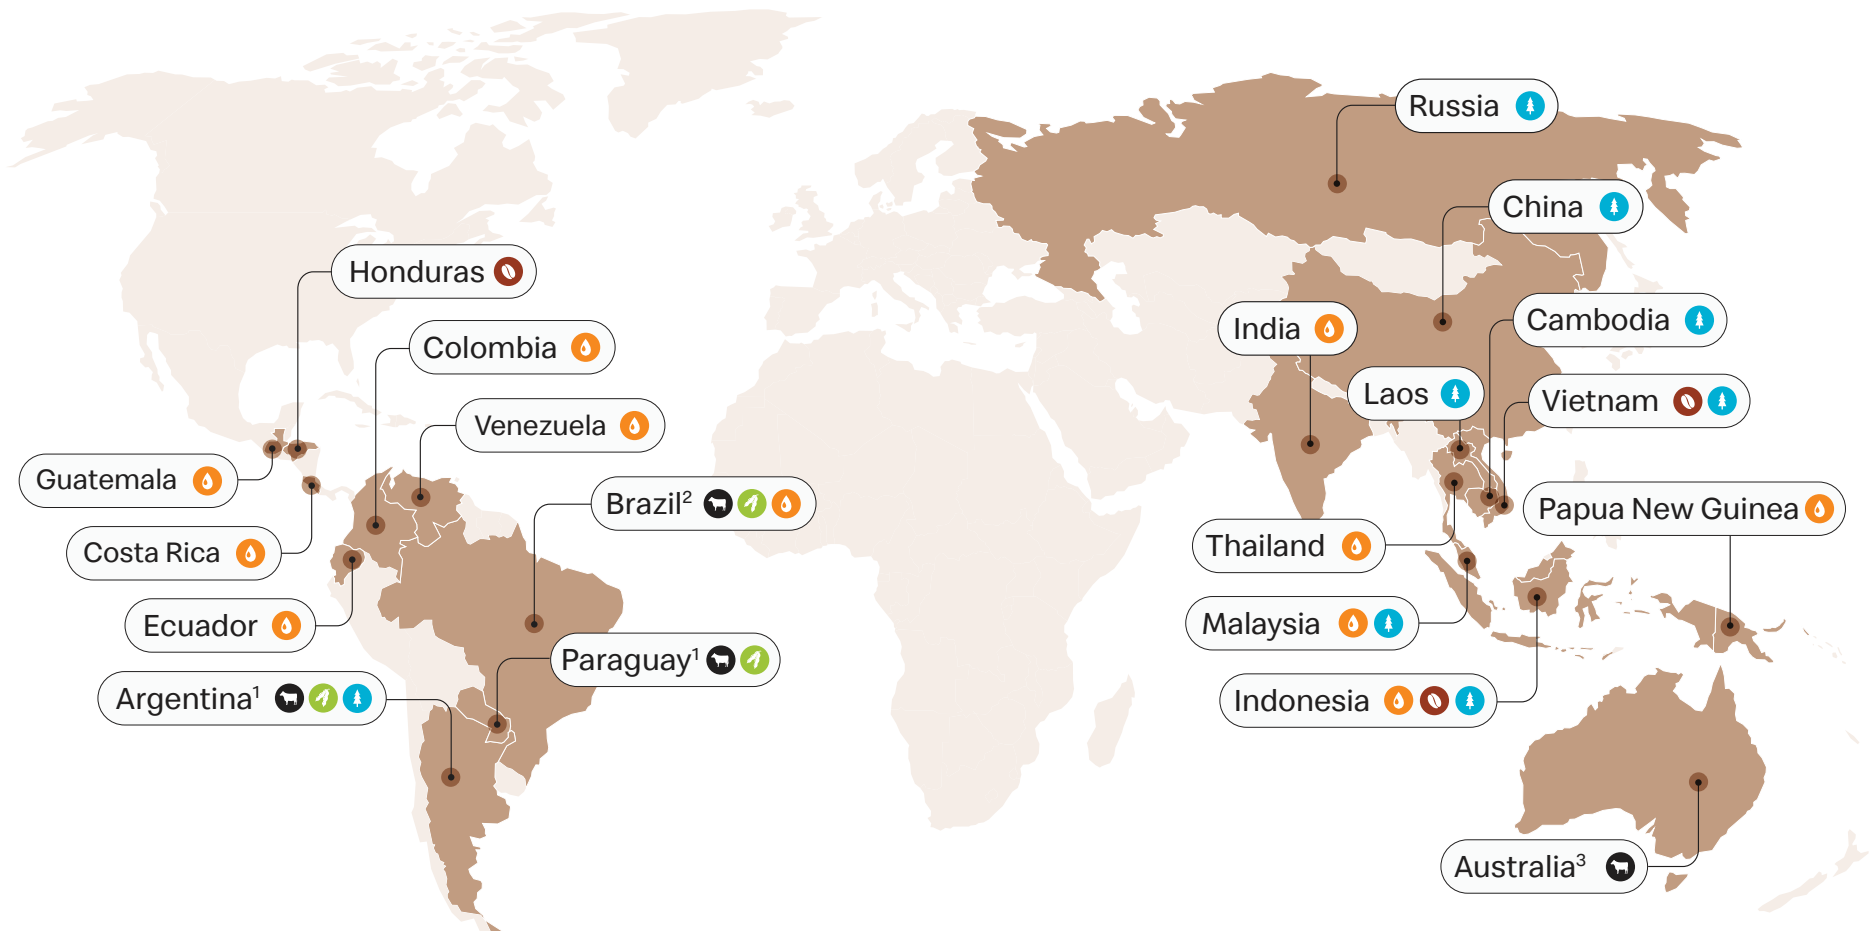 Russia
China
Honduras
Cambodia
India
Colombia
Laos
Vietnam
Venezuela
Guatemala
Brazil²
Papua New Guinea
Costa Rica
Thailand
Ecuador
Malaysia
Paraguay¹
Argentina¹
Indonesia
Australia³